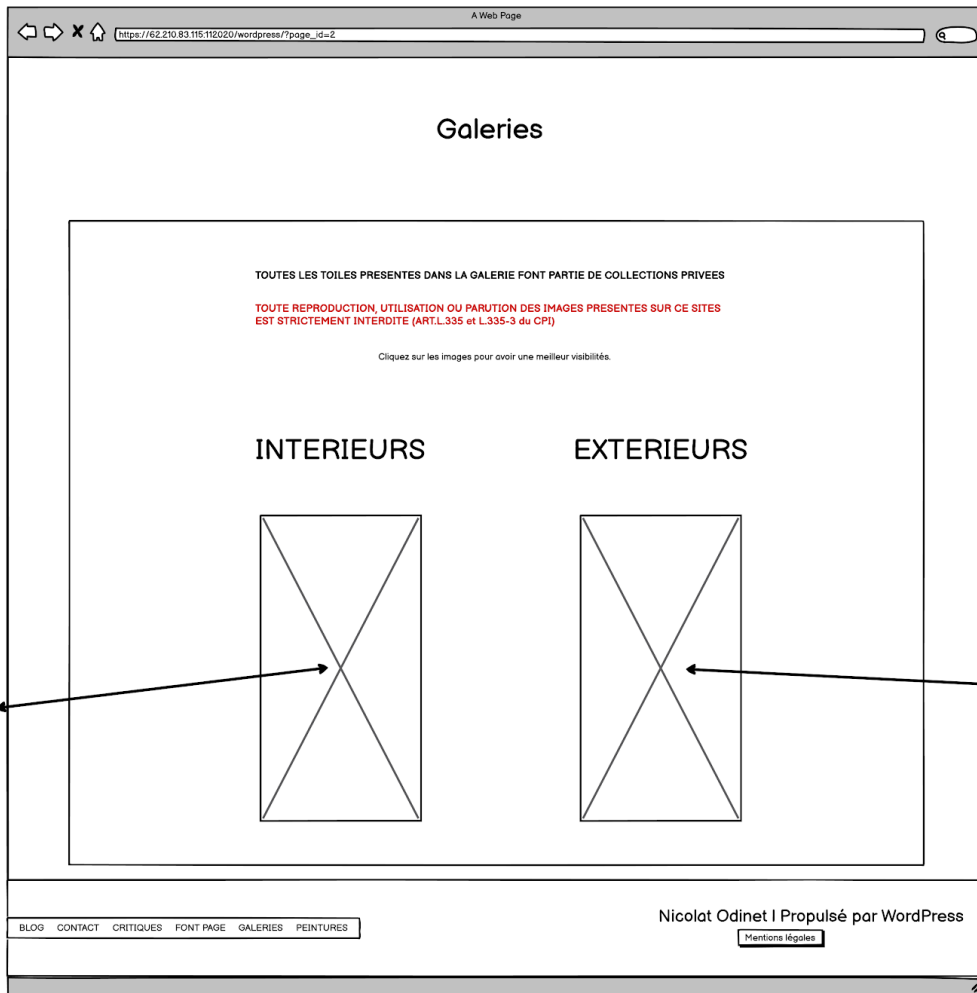 A Web Page
https://62.210.83.115:112020/wordpress/?page_id=2
Galeries
TOUTES LES TOILES PRESENTES DANS LA GALERIE FONT PARTIE DE COLLECTIONS PRIVEES
TOUTE REPRODUCTION, UTILISATION OU PARUTION DES IMAGES PRESENTES SUR CE SITES
EST STRICTEMENT INTERDITE (ART.L.335 et L.335-3 du CPI)
Cliquez sur les images pour avoir une meilleur visibilités.
INTERIEURS EXTERIEURS
Nicolat Odinet I Propulsé par WordPress
BLOG CONTACT CRITIQUES FONT PAGE GALERIES PEINTURES
Mentions légales